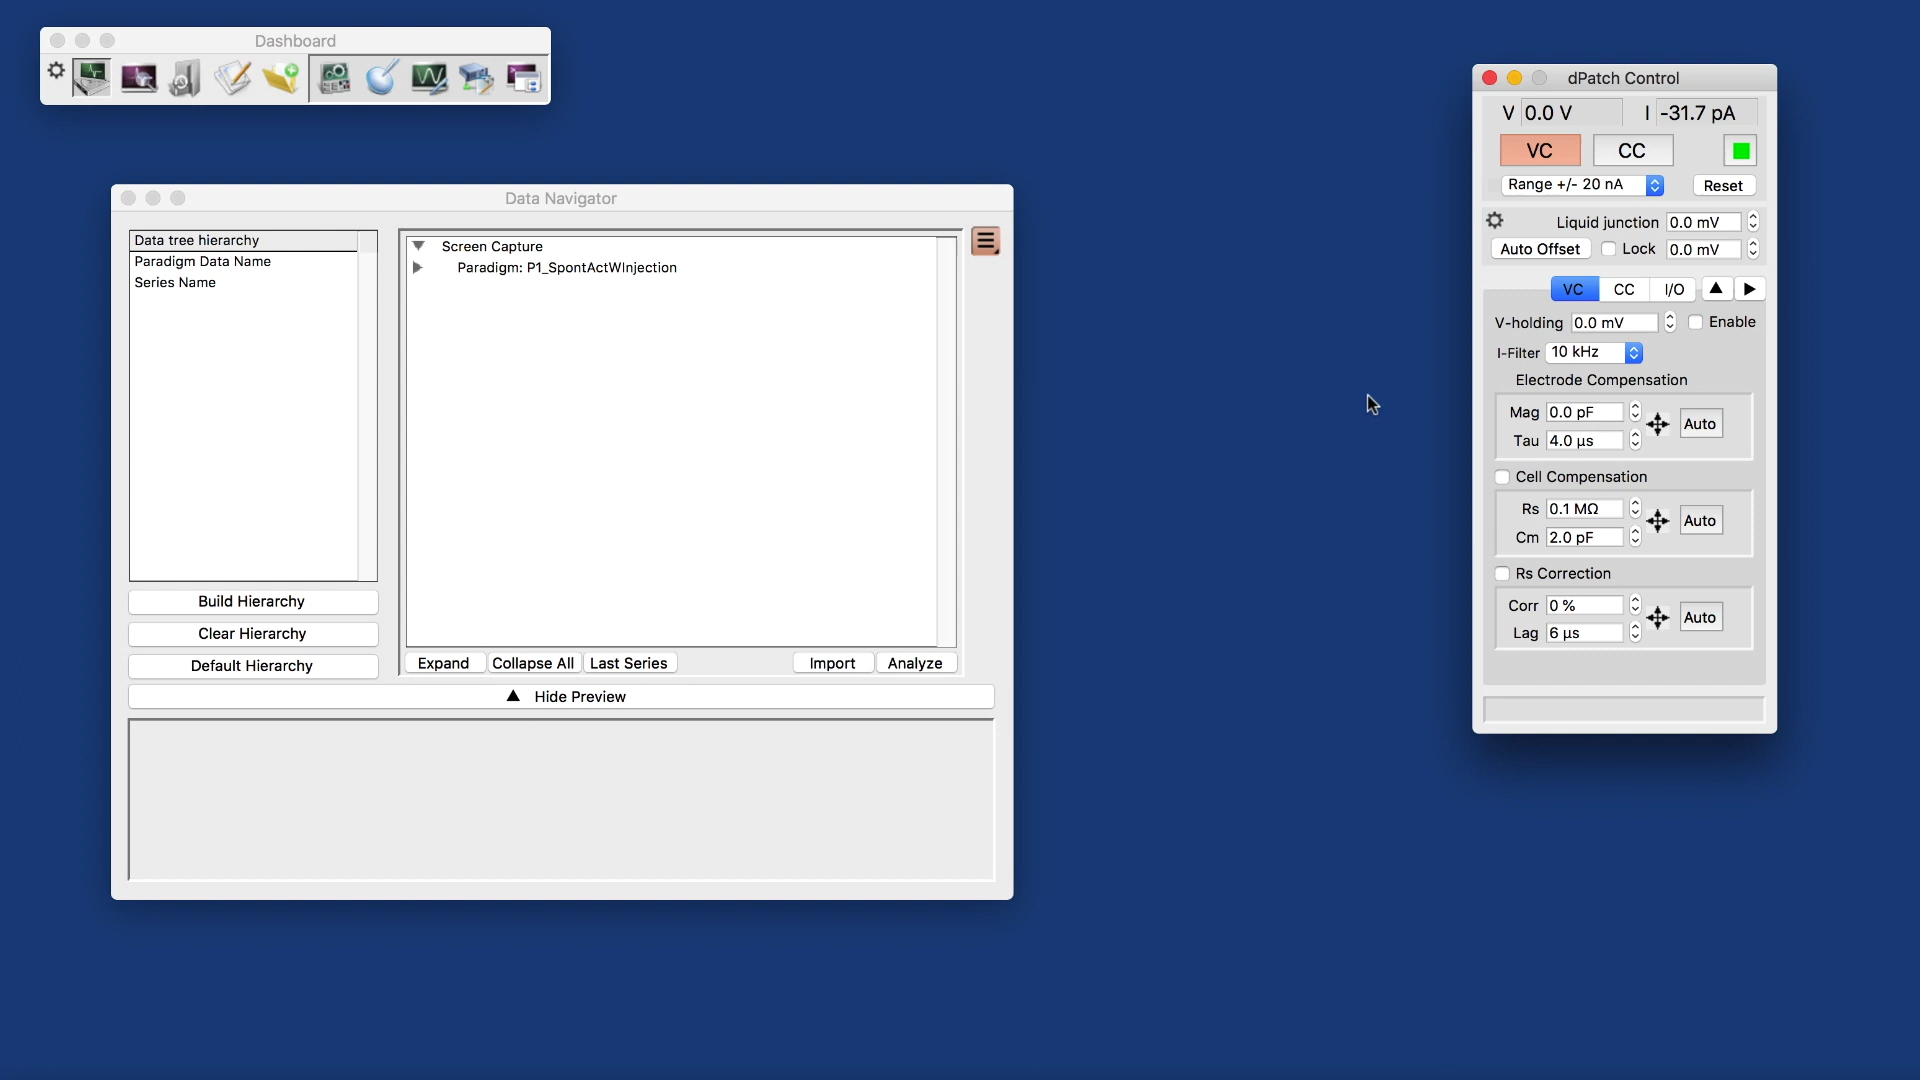 Dashboard
Data Navigator
Data tree hierarchy
Paradigm Data Name
Series Name
Build Hierarchy
Clear Hierarchy
Default Hierarchy
Screen Capture
Paradigm: P1_SpontActWInjection
Expand Collapse All Last Series Import Analyze
Hide Preview
dPatch Control
V 0.0 V I -31.7 pA
VC CC
Range +/- 20 nA Reset
Liquid junction 0.0 mV
Auto Offset Lock 0.0 mV
VC CC I/O
V-holding 0.0 mV Enable
I-Filter 10 kHz
Electrode Compensation
Mag 0.0 pF
Tau 4.0 µs
Auto
Cell Compensation
Rs 0.1 MΩ
Cm 2.0 pF
Auto
Rs Correction
Corr 0 %
Lag 6 µs
Auto